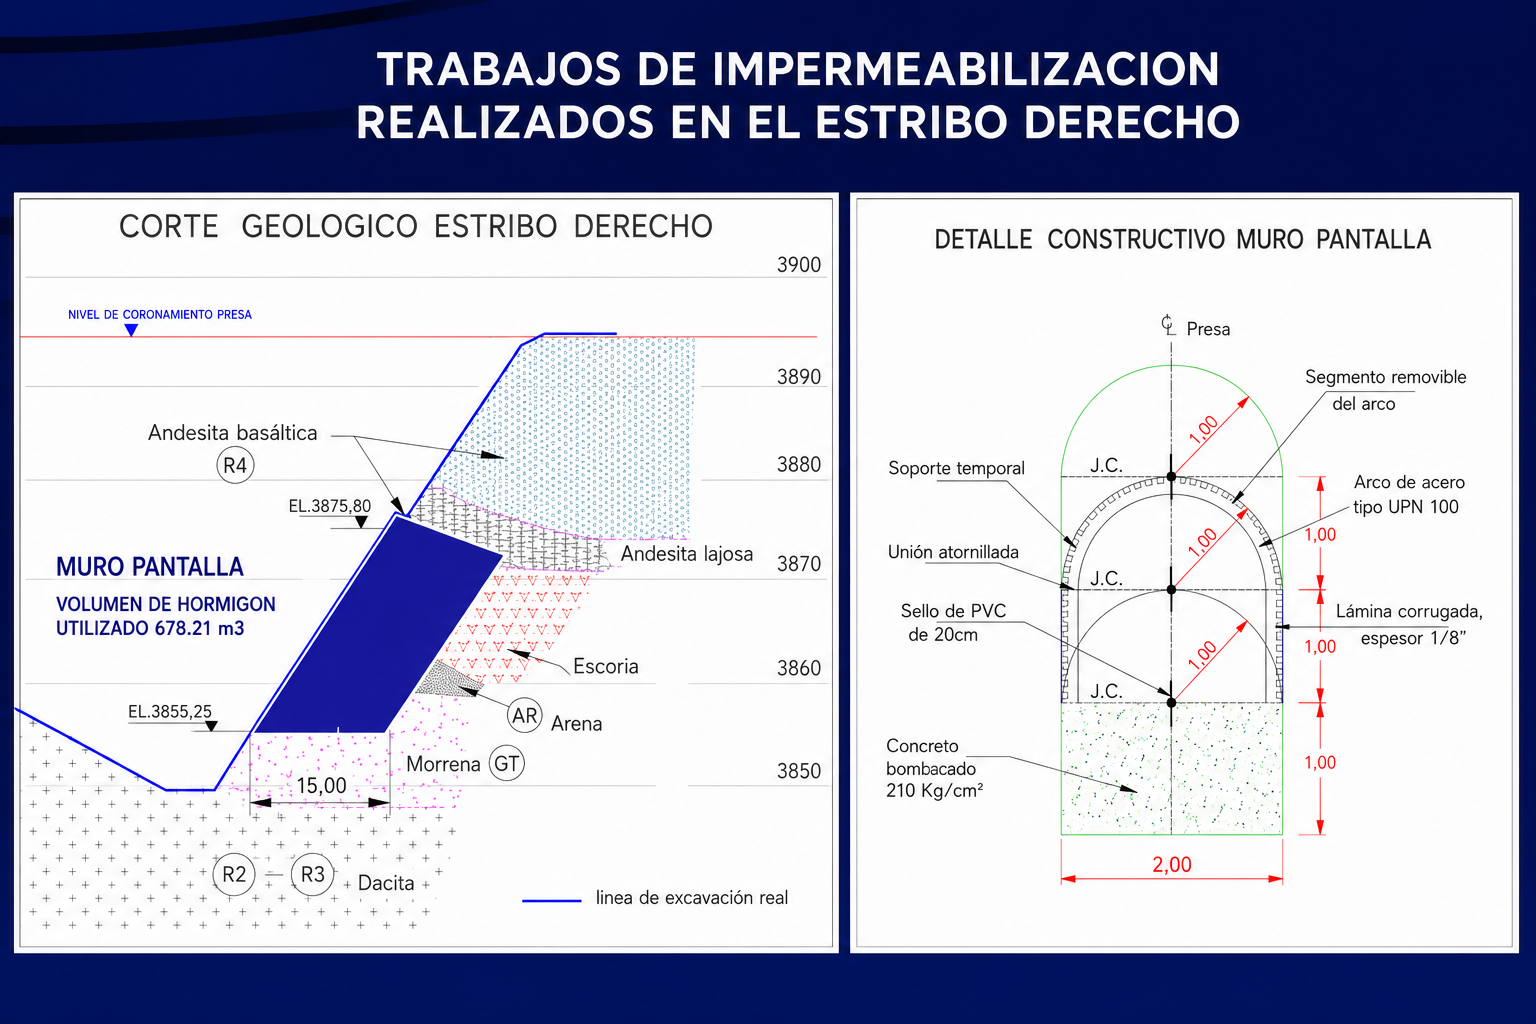 TRABAJOS DE IMPERMEABILIZACION
REALIZADOS EN EL ESTRIBO DERECHO
CORTE GEOLOGICO ESTRIBO DERECHO
3900
NIVEL DE CORONAMIENTO PRESA
3890
Andesita basáltica
R4
3880
EL.3875,80
Andesita lajosa
3870
MURO PANTALLA
VOLUMEN DE HORMIGON
UTILIZADO 678.21 m3
Escoria
3860
EL.3855,25
AR
Arena
Morrena GT
3850
15,00
R2 — R3
Dacita
linea de excavación real
DETALLE CONSTRUCTIVO MURO PANTALLA
℄ Presa
Segmento removible
del arco
1,00
Soporte temporal
J.C.
Arco de acero
tipo UPN 100
1,00
1,00
Unión atornillada
J.C.
Sello de PVC
de 20cm
Lámina corrugada,
espesor 1/8”
1,00
1,00
J.C.
Concreto
bombacado
210 Kg/cm²
1,00
2,00